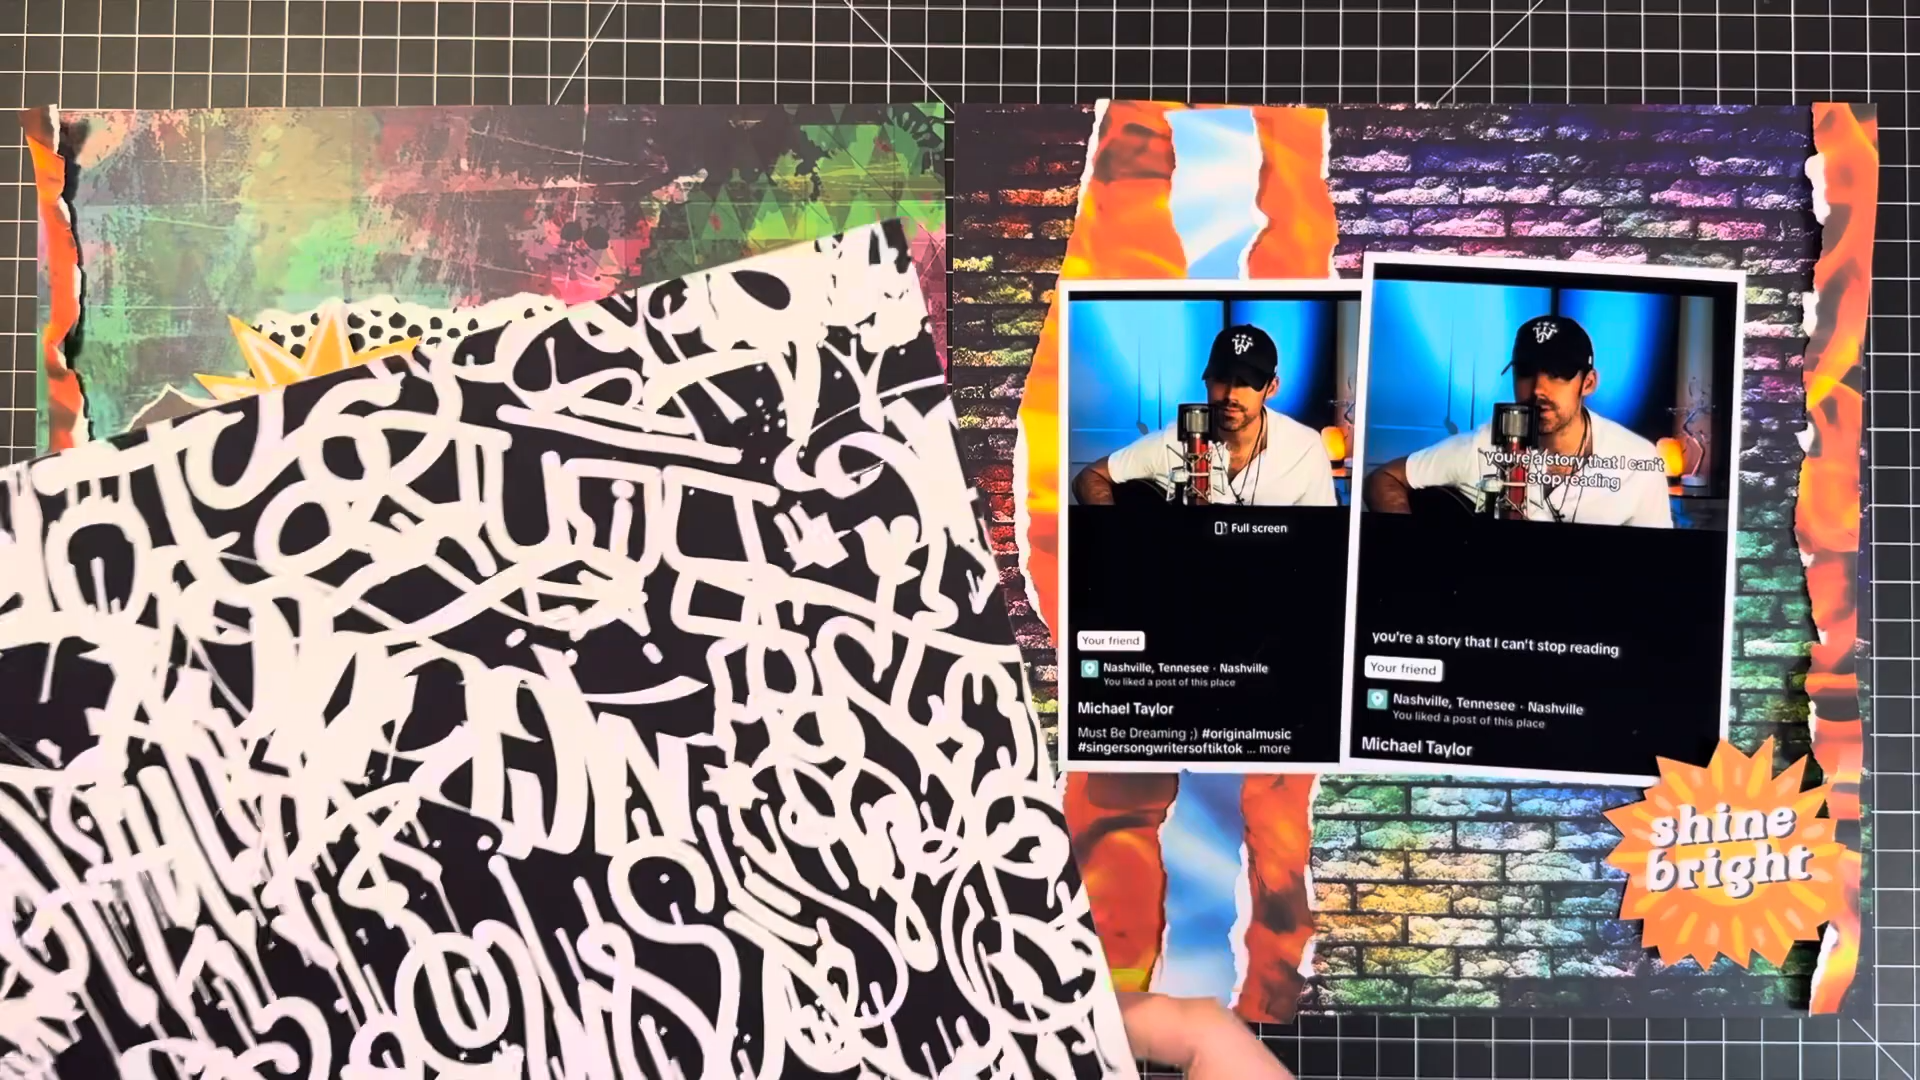 you're a story that I can't
stop reading
Full screen
Your friend
Nashville, Tennesee · Nashville
You liked a post of this place
Michael Taylor
Must Be Dreaming ;) #originalmusic
#singersongwritersoftiktok ... more
you're a story that I can't stop reading
Your friend
Nashville, Tennesee · Nashville
You liked a post of this place
Michael Taylor
shine
bright